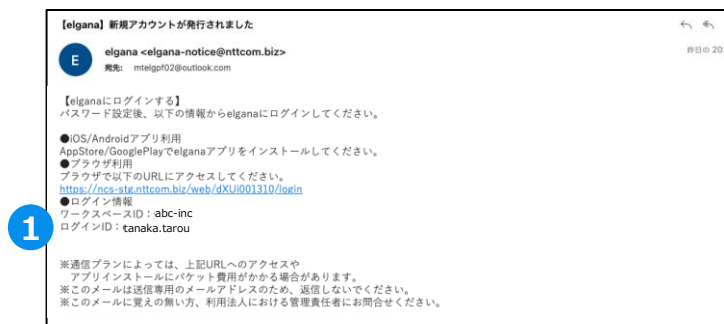 【elgana】新規アカウントが発行されました
E
elgana <elgana-notice@nttcom.biz>
昨日の 20:
宛先: mtelgpf02@outlook.com
【elganaにログインする】
パスワード設定後、以下の情報からelganaにログインしてください。
●iOS/Androidアプリ利用
AppStore/GooglePlayでelganaアプリをインストールしてください。
●ブラウザ利用
ブラウザで以下のURLにアクセスしてください。
https://ncs-stg.nttcom.biz/web/dXUi001310/login
●ログイン情報
ワークスペースID：abc-inc
1
ログインID：tanaka.tarou
※通信プランによっては、上記URLへのアクセスや
アプリインストールにパケット費用がかかる場合があります。
※このメールは送信専用のメールアドレスのため、返信しないでください。
※このメールに覚えの無い方、利用法人における管理責任者にお問合せください。